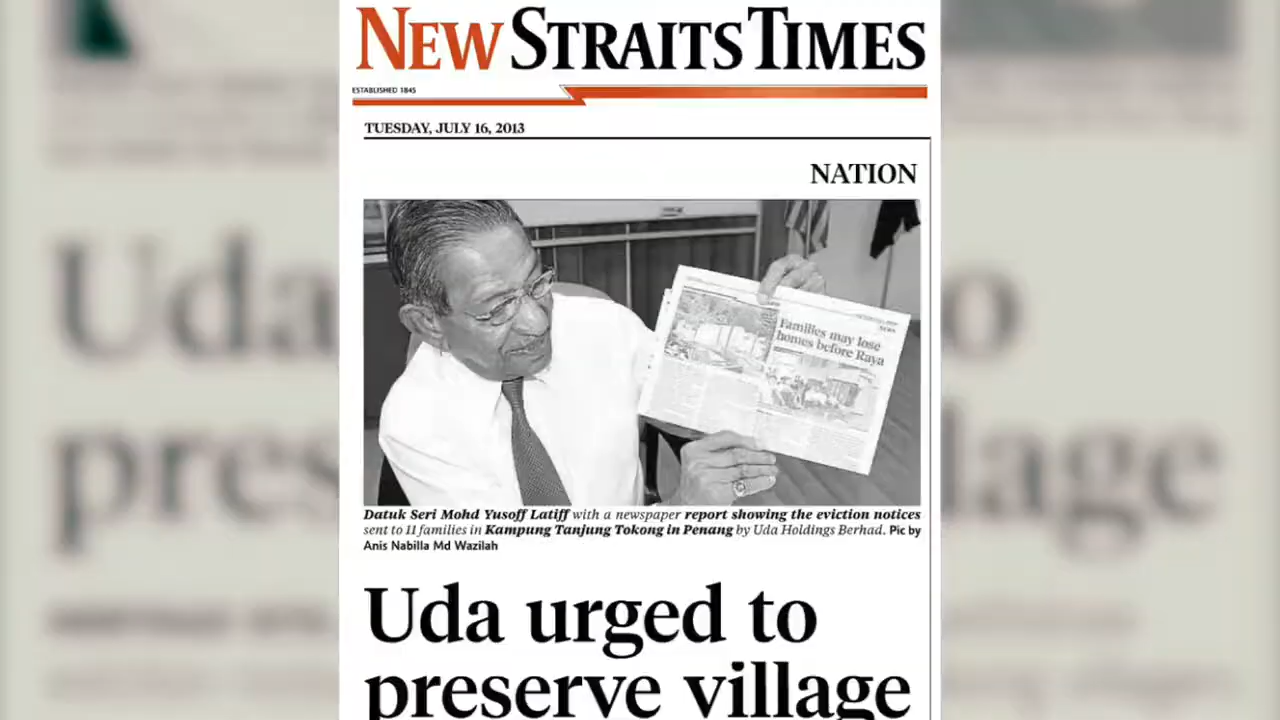 NEW STRAITS TIMES
ESTABLISHED 1845
TUESDAY, JULY 16, 2013
NATION
Families may lose
homes before Raya
Datuk Seri Mohd Yusoff Latiff with a newspaper report showing the eviction notices
sent to 11 families in Kampung Tanjung Tokong in Penang by Uda Holdings Berhad. Pic by
Anis Nabilla Md Wazilah
Uda urged to
preserve village